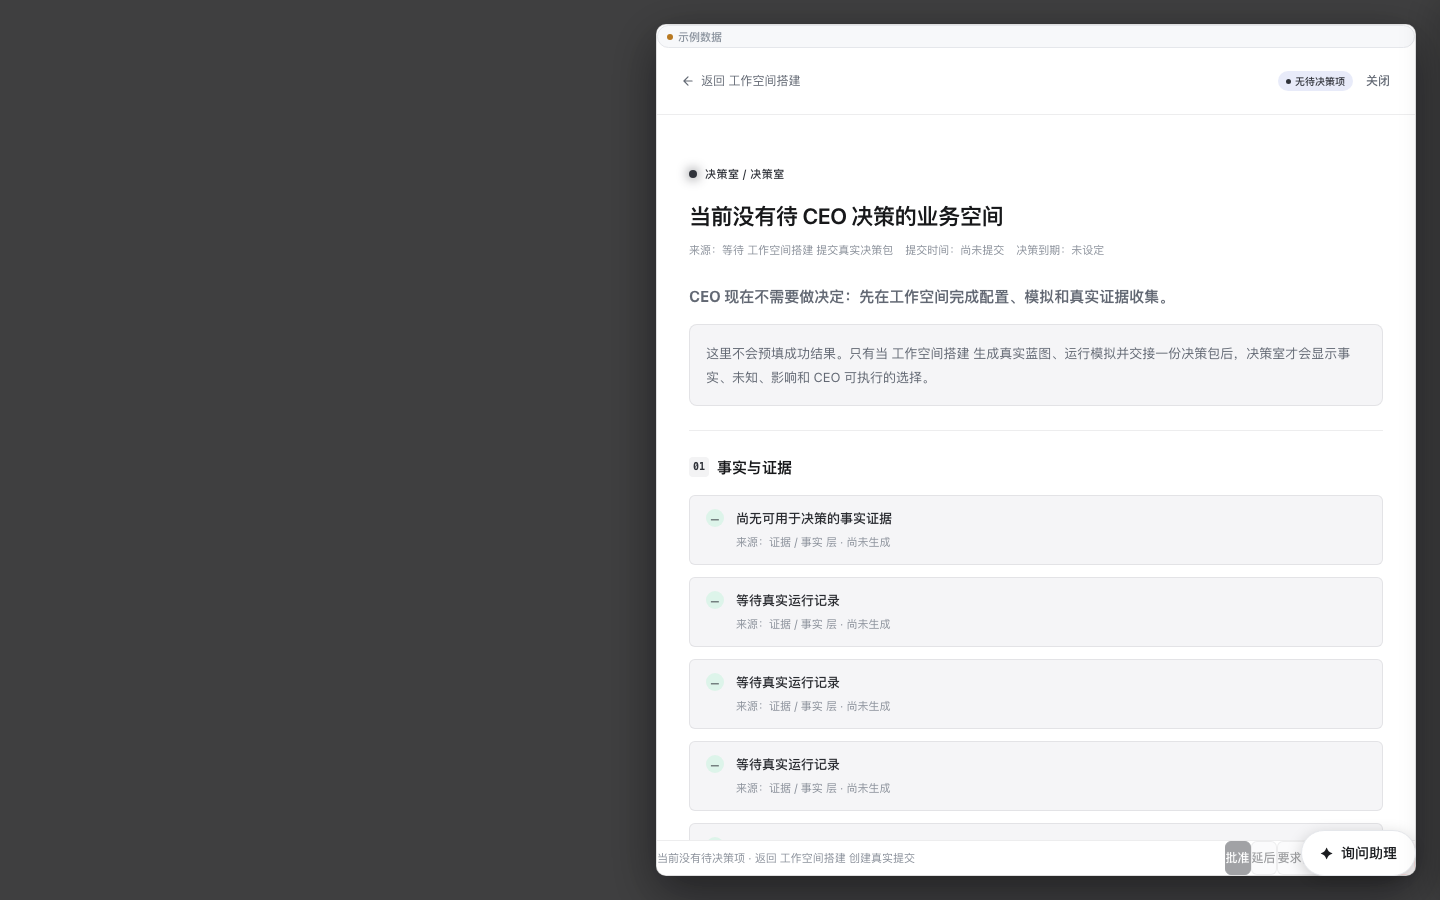 示例数据
返回 工作空间搭建
无待决策项
关闭
决策室 / 决策室
当前没有待 CEO 决策的业务空间
来源：等待 工作空间搭建 提交真实决策包 提交时间：尚未提交 决策到期：未设定
CEO 现在不需要做决定：先在工作空间完成配置、模拟和真实证据收集。
这里不会预填成功结果。只有当 工作空间搭建 生成真实蓝图、运行模拟并交接一份决策包后，决策室才会显示事
实、未知、影响和 CEO 可执行的选择。
01 事实与证据
尚无可用于决策的事实证据
来源：证据 / 事实 层 · 尚未生成
等待真实运行记录
来源：证据 / 事实 层 · 尚未生成
等待真实运行记录
来源：证据 / 事实 层 · 尚未生成
等待真实运行记录
来源：证据 / 事实 层 · 尚未生成
当前没有待决策项 · 返回 工作空间搭建 创建真实提交
批准
延后
要求
询问助理